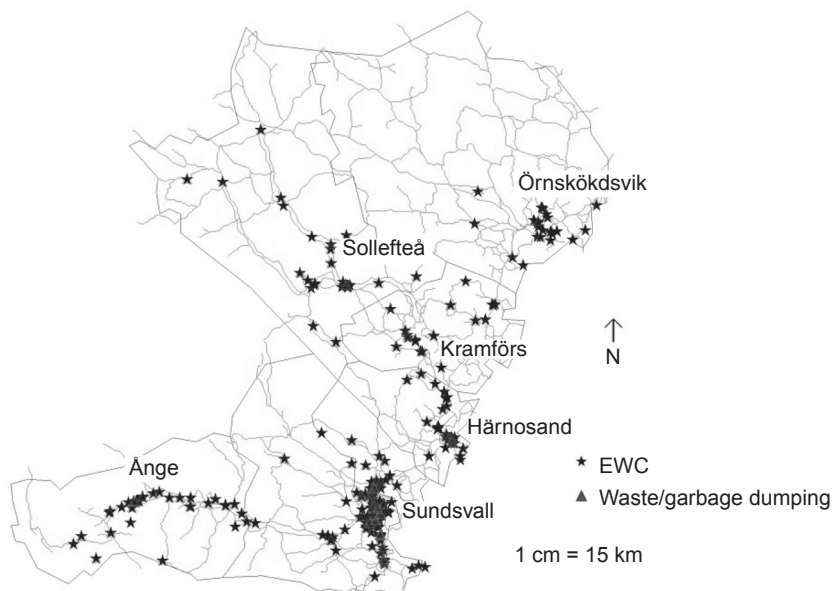 Örnskökdsvik
Sollefteå
Kramförs
N
Härnosand
Ånge
★ EWC
Sundsvall
▲ Waste/garbage dumping
1 cm = 15 km